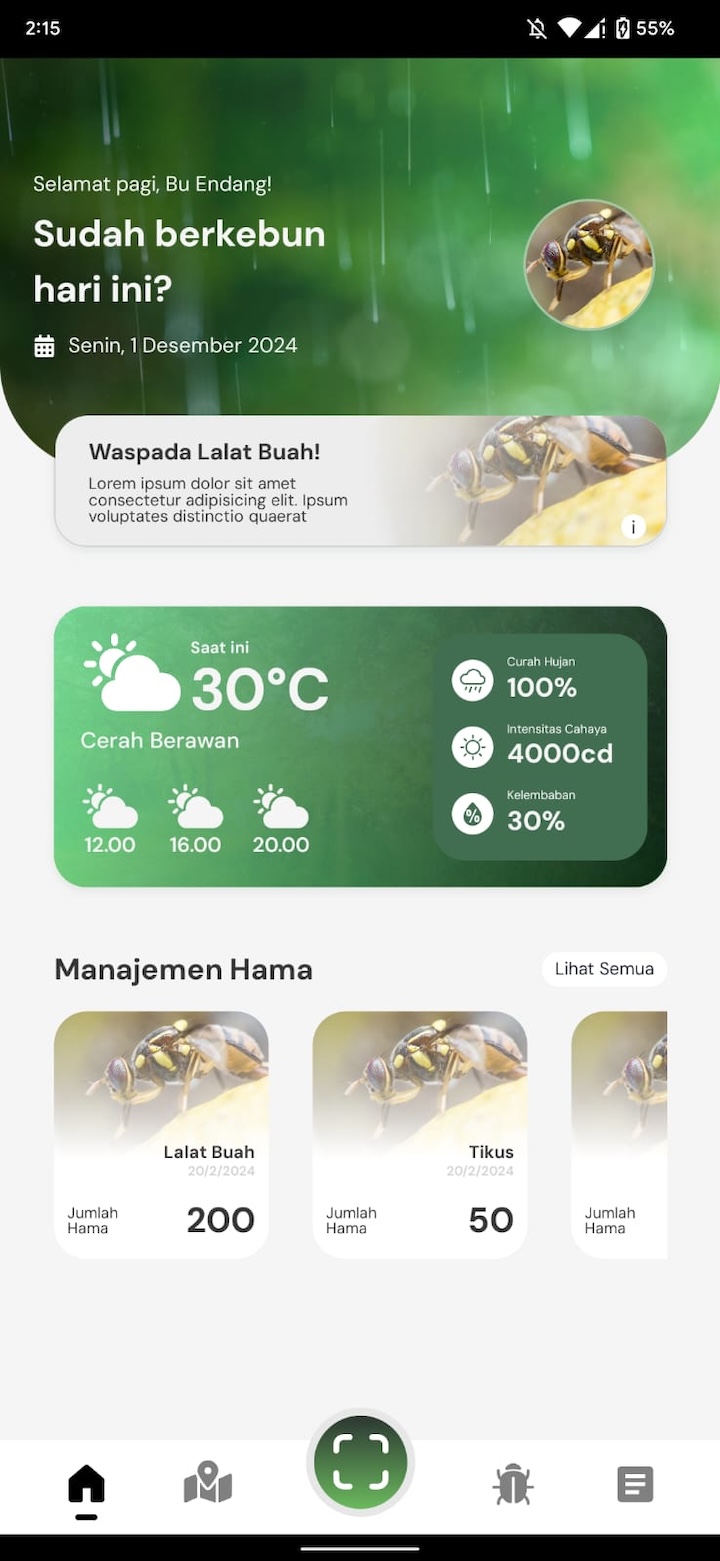 2:15
55%
Selamat pagi, Bu Endang!
Sudah berkebun
hari ini?
Senin, 1 Desember 2024
Waspada Lalat Buah!
Lorem ipsum dolor sit amet
consectetur adipisicing elit. Ipsum
voluptates distinctio quaerat
i
Saat ini
30°C
Cerah Berawan
12.00 16.00 20.00
Curah Hujan
100%
Intensitas Cahaya
4000cd
%
Kelembaban
30%
Manajemen Hama
Lihat Semua
Lalat Buah
20/2/2024
Jumlah
Hama
200
Tikus
20/2/2024
Jumlah
Hama
50
Jumlah
Hama